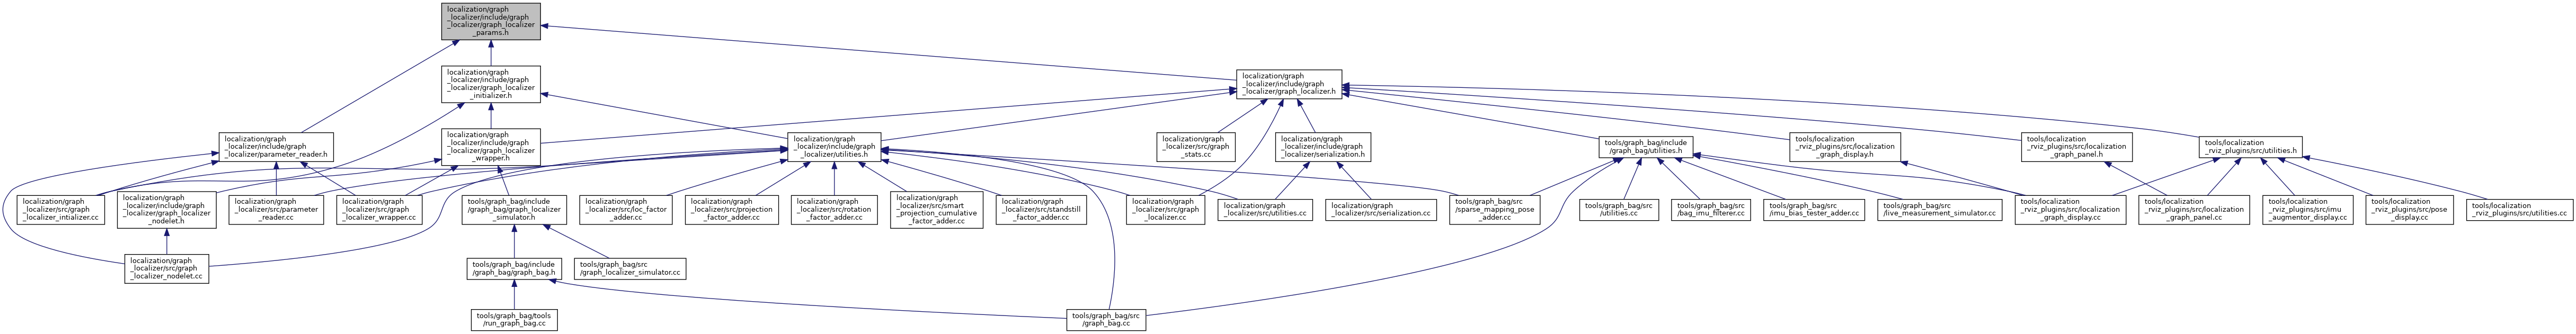 localization/graph
_localizer/include/graph
_localizer/graph_localizer
_params.h
localization/graph
_localizer/include/graph
_localizer/graph_localizer
_initializer.h
localization/graph
_localizer/include/graph
_localizer/graph_localizer.h
localization/graph
_localizer/include/graph
_localizer/parameter_reader.h
localization/graph
_localizer/include/graph
_localizer/graph_localizer
_wrapper.h
localization/graph
_localizer/include/graph
_localizer/utilities.h
localization/graph
_localizer/src/graph
_stats.cc
localization/graph
_localizer/include/graph
_localizer/serialization.h
tools/graph_bag/include
/graph_bag/utilities.h
tools/localization
_rviz_plugins/src/localization
_graph_display.h
tools/localization
_rviz_plugins/src/localization
_graph_panel.h
tools/localization
_rviz_plugins/src/utilities.h
localization/graph
_localizer/src/graph
_localizer_intializer.cc
localization/graph
_localizer/include/graph
_localizer/graph_localizer
_nodelet.h
localization/graph
_localizer/src/parameter
_reader.cc
localization/graph
_localizer/src/graph
_localizer_wrapper.cc
tools/graph_bag/include
/graph_bag/graph_localizer
_simulator.h
localization/graph
_localizer/src/loc_factor
_adder.cc
localization/graph
_localizer/src/projection
_factor_adder.cc
localization/graph
_localizer/src/rotation
_factor_adder.cc
localization/graph
_localizer/src/smart
_projection_cumulative
_factor_adder.cc
localization/graph
_localizer/src/standstill
_factor_adder.cc
localization/graph
_localizer/src/graph
_localizer.cc
localization/graph
_localizer/src/utilities.cc
localization/graph
_localizer/src/serialization.cc
tools/graph_bag/src
/sparse_mapping_pose
_adder.cc
tools/graph_bag/src
/utilities.cc
tools/graph_bag/src
/bag_imu_filterer.cc
tools/graph_bag/src
/imu_bias_tester_adder.cc
tools/graph_bag/src
/live_measurement_simulator.cc
tools/localization
_rviz_plugins/src/localization
_graph_display.cc
tools/localization
_rviz_plugins/src/localization
_graph_panel.cc
tools/localization
_rviz_plugins/src/imu
_augmentor_display.cc
tools/localization
_rviz_plugins/src/pose
_display.cc
tools/localization
_rviz_plugins/src/utilities.cc
localization/graph
_localizer/src/graph
_localizer_nodelet.cc
tools/graph_bag/include
/graph_bag/graph_bag.h
tools/graph_bag/src
/graph_localizer_simulator.cc
tools/graph_bag/tools
/run_graph_bag.cc
tools/graph_bag/src
/graph_bag.cc